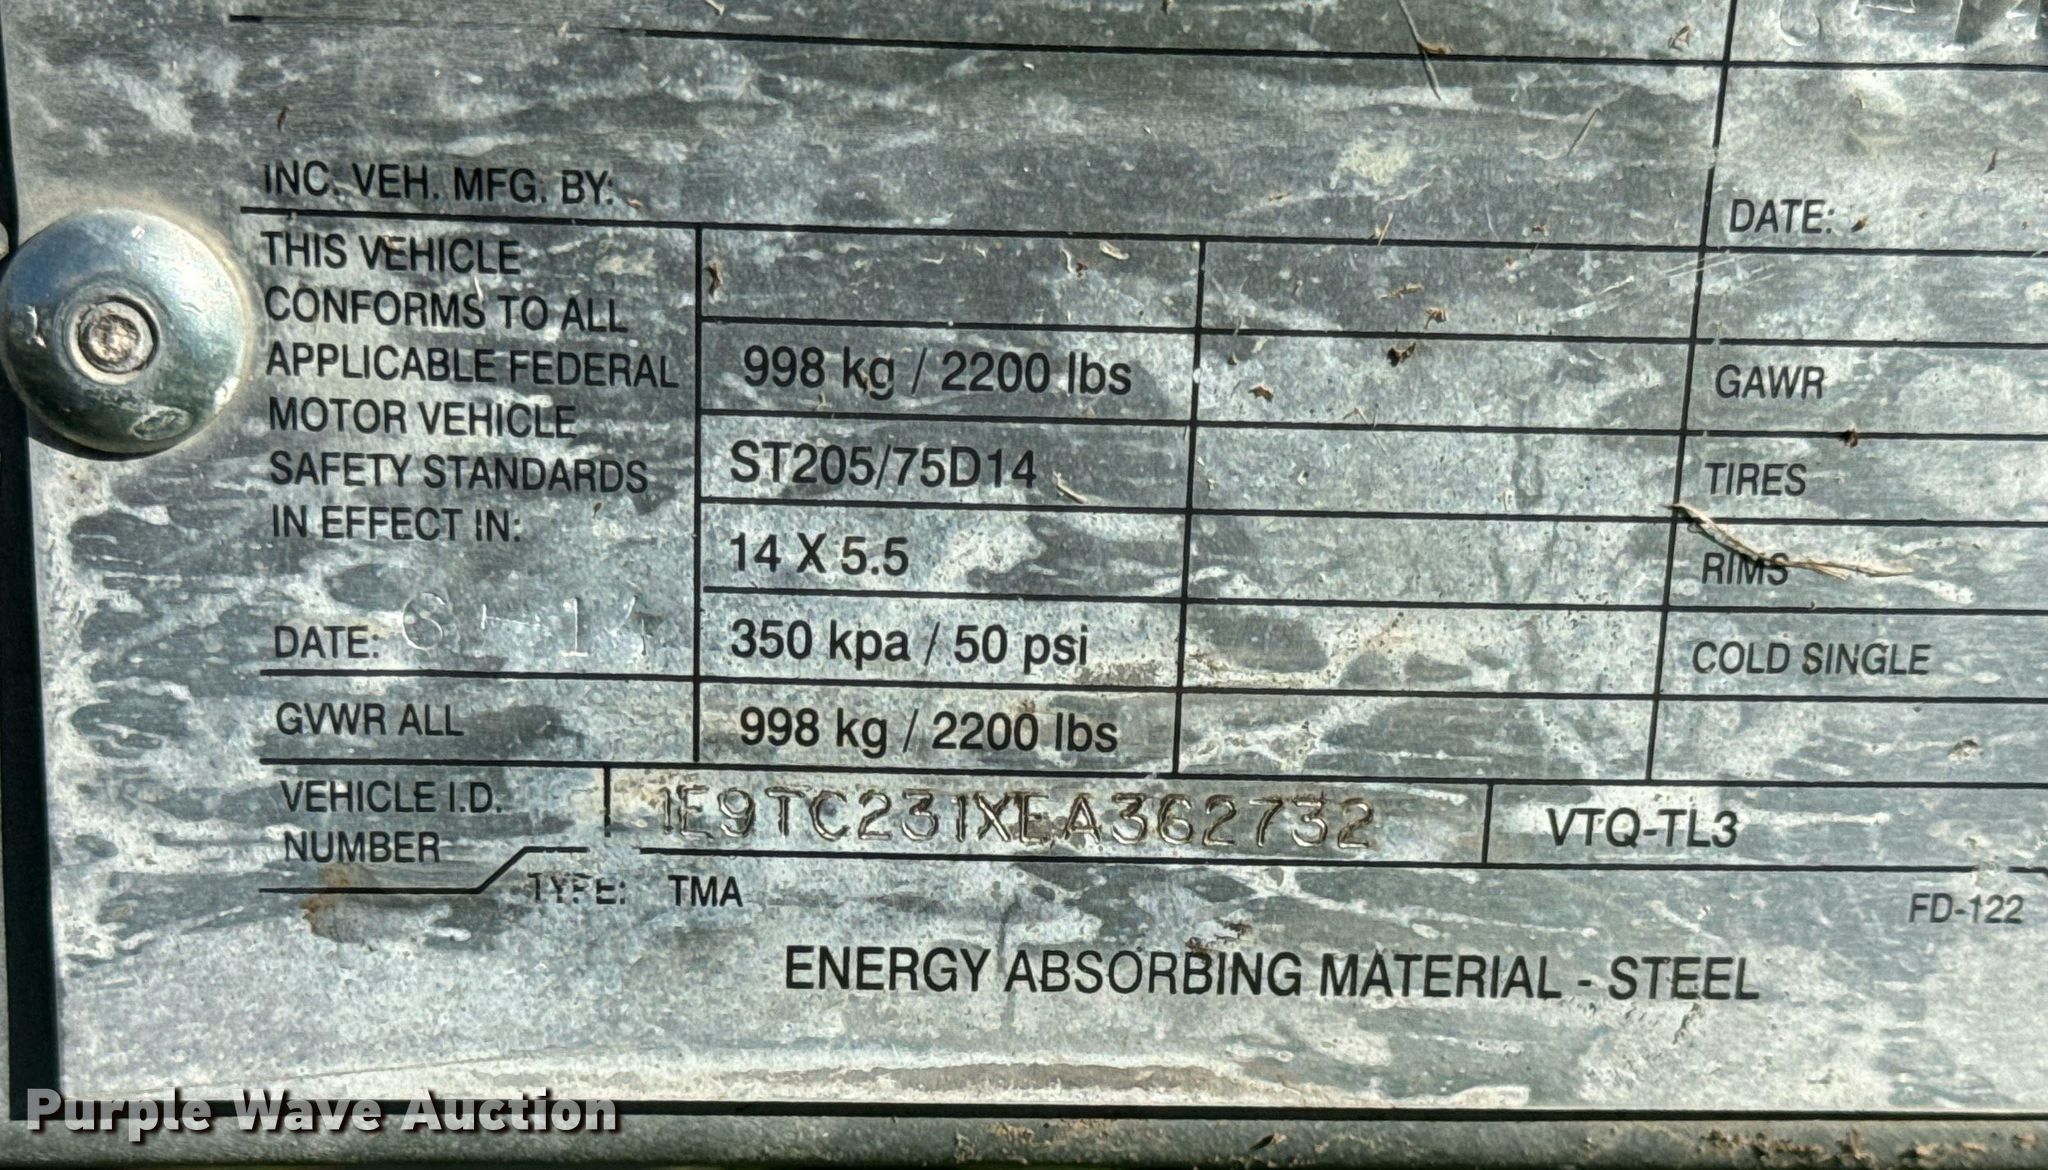 INC. VEH. MFG. BY:
DATE:
THIS VEHICLE
CONFORMS TO ALL
APPLICABLE FEDERAL
MOTOR VEHICLE
SAFETY STANDARDS
IN EFFECT IN:
DATE: 6-14
GVWR ALL
998 kg / 2200 lbs
GAWR
ST205/75D14
TIRES
14 X 5.5
RIMS
350 kpa / 50 psi
COLD SINGLE
998 kg / 2200 lbs
VEHICLE I.D.
NUMBER
1E9TC231XEA362732
VTQ-TL3
TYPE: TMA
FD-122
ENERGY ABSORBING MATERIAL - STEEL
Purple Wave Auction